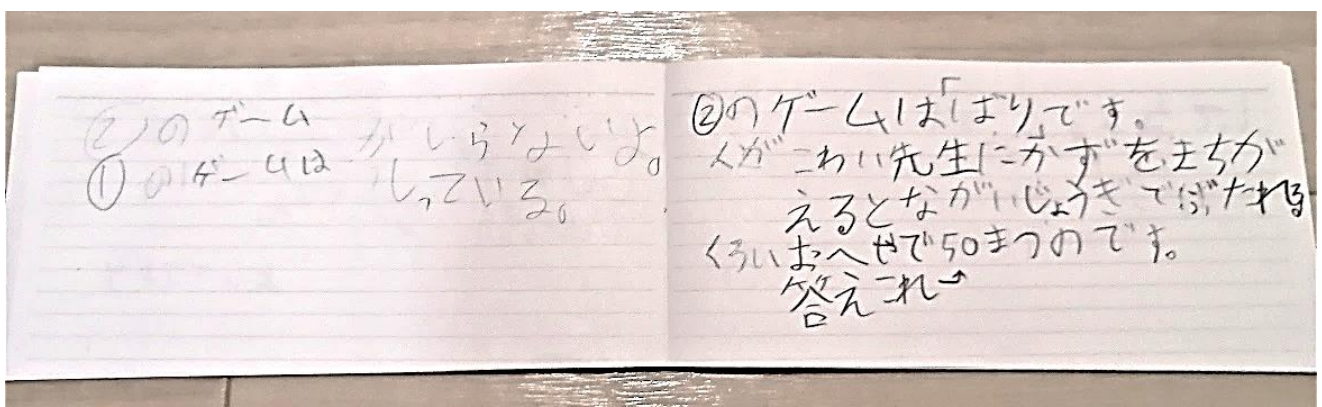 ②のゲームがしらないよ。
①のゲームはしっている。
②のゲームは「ばり」です。
人がこわい先生にかずをまちが
えるとながいじょうぎでぶたれる
くろいおへやで50まつのです。
答えこれ→